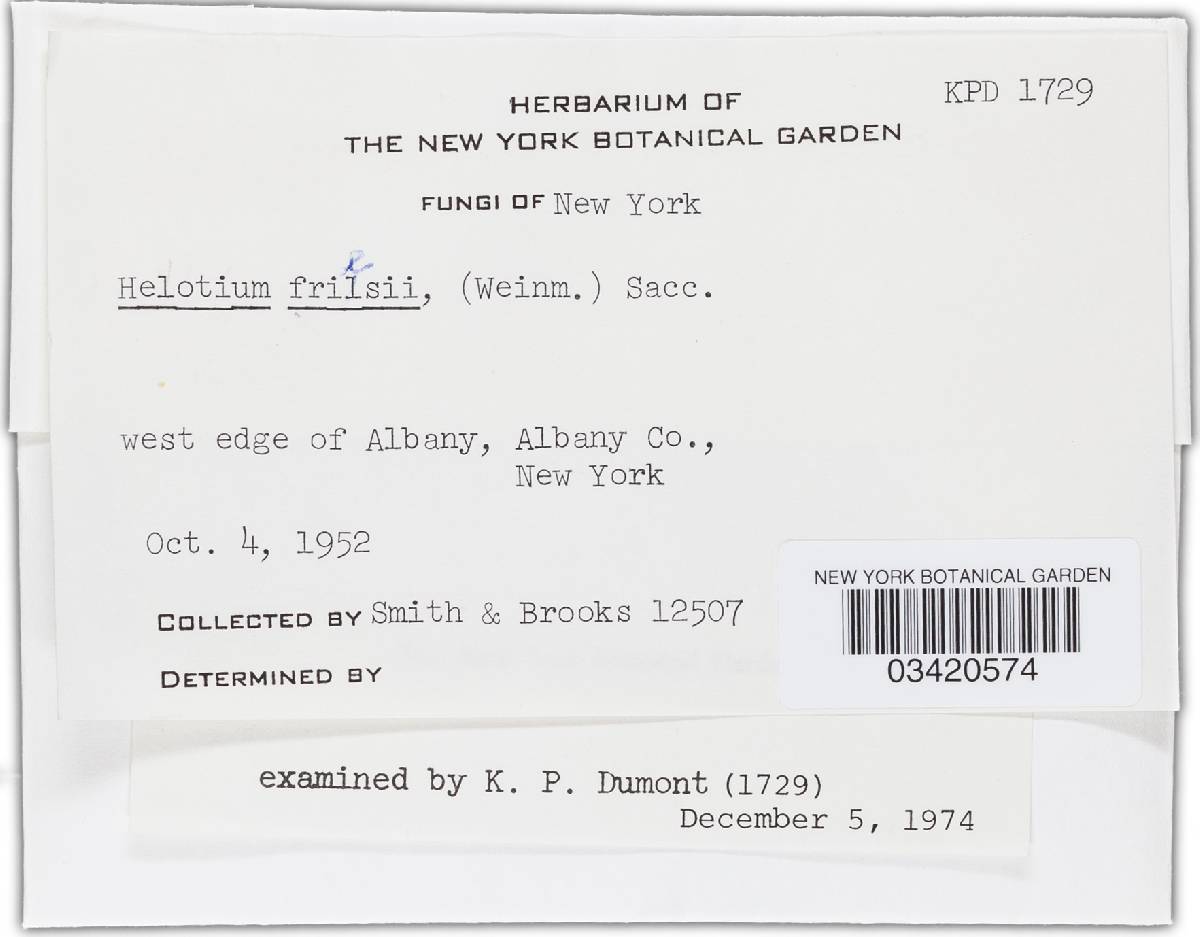 KPD 1729
HERBARIUM OF
THE NEW YORK BOTANICAL GARDEN
FUNGI OF New York
e
Helotium frilsii, (Weinm.) Sacc.
west edge of Albany, Albany Co.,
New York
Oct. 4, 1952
COLLECTED BY Smith & Brooks 12507
DETERMINED BY
NEW YORK BOTANICAL GARDEN
03420574
examined by K. P. Dumont (1729)
December 5, 1974